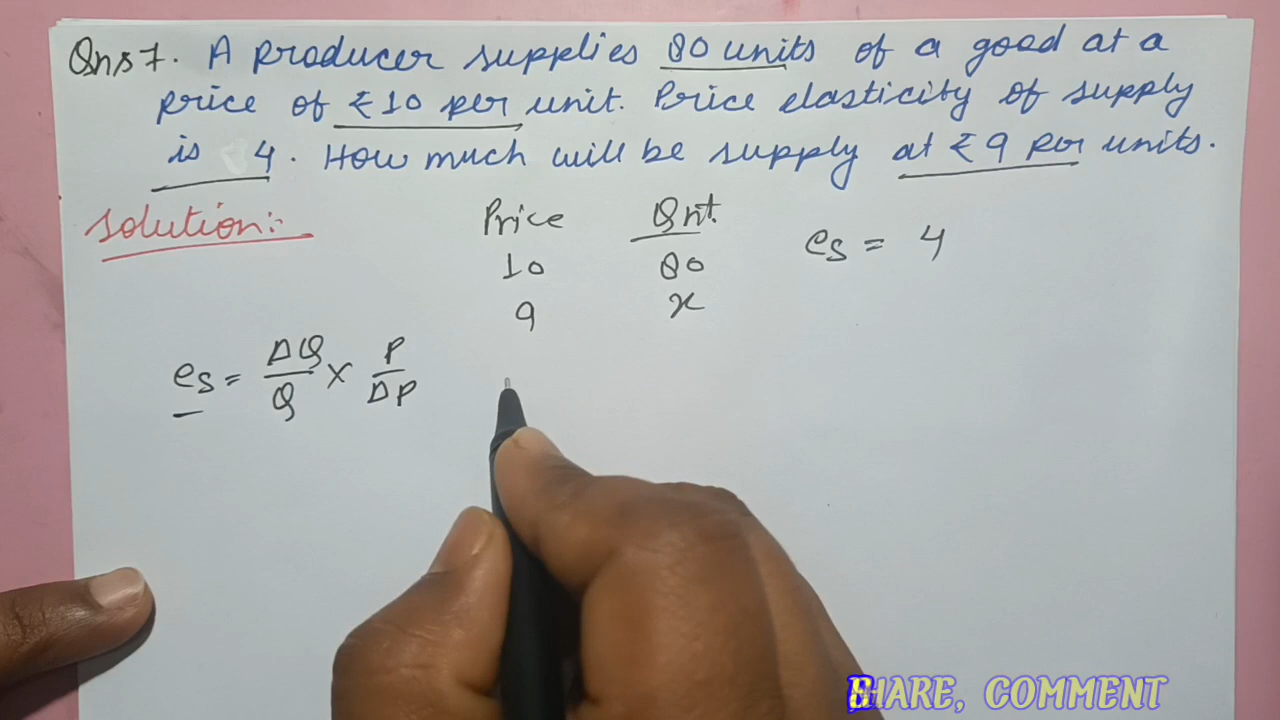 Qns 7. A producer supplies 80 units of a good at a
price of ₹10 per unit. Price elasticity of supply
is 4. How much will be supply at ₹9 per units.
Solution:-
Price Qnt.
10 80
9 x
es = 4
es = ΔQ/Q × P/ΔP
SHARE, COMMENT